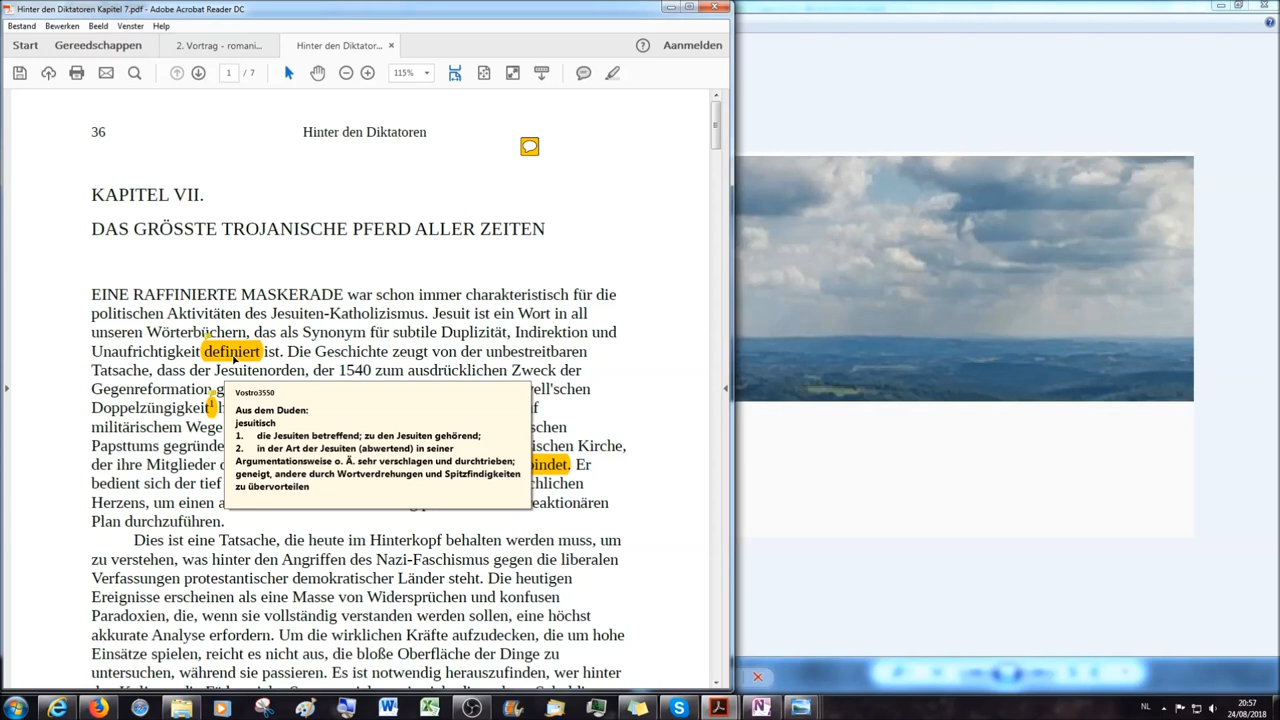 Hinter den Diktatoren Kapitel 7.pdf - Adobe Acrobat Reader DC
Bestand Bewerken Beeld Venster Help
Start Gereedschappen 2. Vortrag - romani... Hinter den Diktator... × Anmelden
1 / 7 115%
36 Hinter den Diktatoren
KAPITEL VII.
DAS GRÖSSTE TROJANISCHE PFERD ALLER ZEITEN
EINE RAFFINIERTE MASKERADE war schon immer charakteristisch für die
politischen Aktivitäten des Jesuiten-Katholizismus. Jesuit ist ein Wort in all
unseren Wörterbüchern, das als Synonym für subtile Duplizität, Indirektion und
Unaufrichtigkeit definiert ist. Die Geschichte zeugt von der unbestreitbaren
Tatsache, dass der Jesuitenorden, der 1540 zum ausdrücklichen Zweck der
Gegenreformation
Doppelzüngigkeit1
militärischem Wege
Papsttums gegründe ischen Kirche,
der ihre Mitglieder bindet. Er
bedient sich der tief
Herzens, um einen
Plan durchzuführen.
Vostro3550
Aus dem Duden:
jesuitisch
1. die Jesuiten betreffend; zu den Jesuiten gehörend;
2. in der Art der Jesuiten (abwertend) in seiner
Argumentationsweise o. Ä. sehr verschlagen und durchtrieben;
geneigt, andere durch Wortverdrehungen und Spitzfindigkeiten
zu übervorteilen
Dies ist eine Tatsache, die heute im Hinterkopf behalten werden muss, um
zu verstehen, was hinter den Angriffen des Nazi-Faschismus gegen die liberalen
Verfassungen protestantischer demokratischer Länder steht. Die heutigen
Ereignisse erscheinen als eine Masse von Widersprüchen und konfusen
Paradoxien, die, wenn sie vollständig verstanden werden sollen, eine höchst
akkurate Analyse erfordern. Um die wirklichen Kräfte aufzudecken, die um hohe
Einsätze spielen, reicht es nicht aus, die bloße Oberfläche der Dinge zu
untersuchen, während sie passieren. Es ist notwendig herauszufinden, wer hinter
NL 20:57
24/08/2018